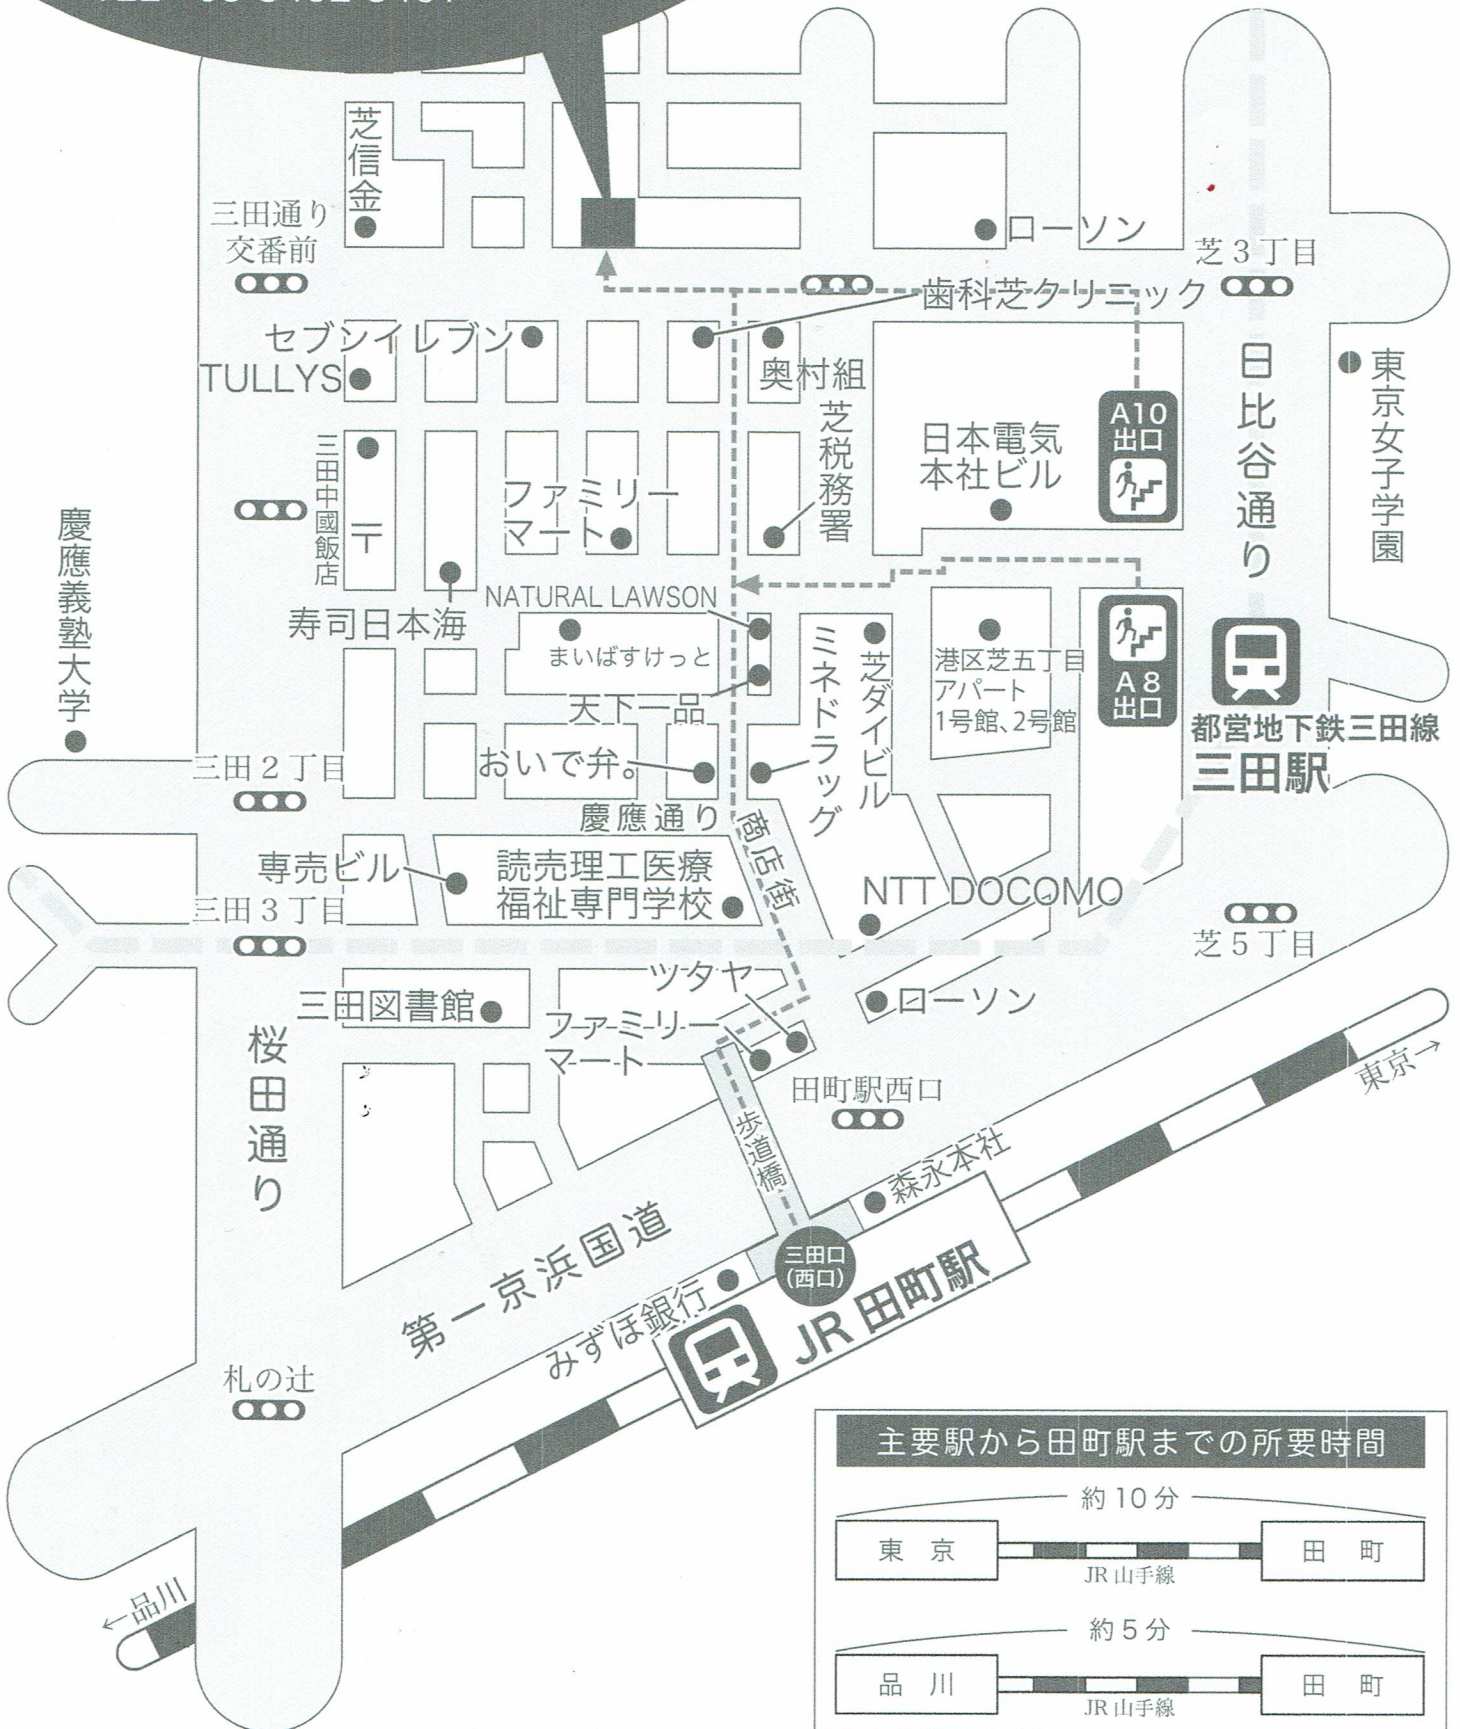 芝信金
三田通り
交番前
ローソン
芝3丁目
歯科芝クリニック
セブンイレブン
TULLYS
奥村組
日比谷通り
東京女子学園
A10
出口
芝税務署
日本電気
本社ビル
三田中國飯店
〒
ファミリー
マート
慶應義塾大学
寿司日本海
NATURAL LAWSON
まいばすけっと
天下一品
ミネドラッグ
芝ダイビル
港区芝五丁目
アパート
1号館、2号館
A8
出口
都営地下鉄三田線
三田駅
三田2丁目
おいで弁。
慶應通り
商店街
専売ビル
読売理工医療
福祉専門学校
NTT DOCOMO
三田3丁目
芝5丁目
ツタヤ
三田図書館
ファミリー
マート
ローソン
桜田通り
田町駅西口
東京→
歩道橋
森永本社
第一京浜国道
三田口
(西口)
みずほ銀行
JR 田町駅
札の辻
←品川
主要駅から田町駅までの所要時間
約10分
東 京
田 町
JR 山手線
約5分
品 川
田 町
JR 山手線